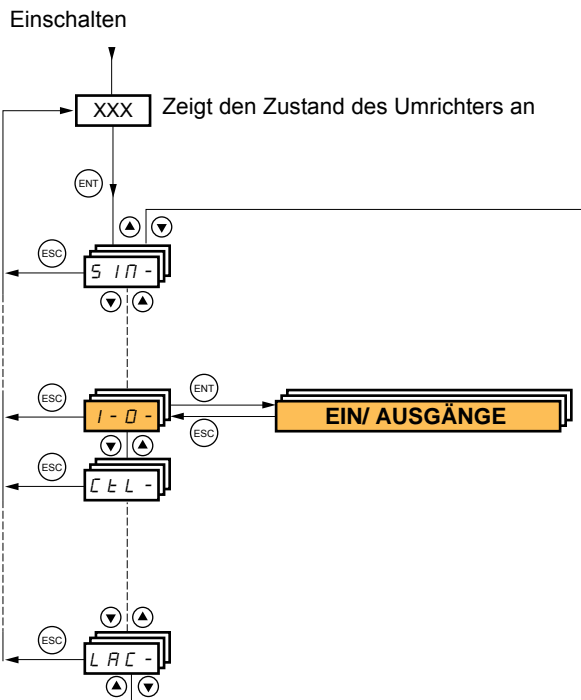 Einschalten
XXX Zeigt den Zustand des Umrichters an
ENT
ESC
SIM-
ESC
I-O-
ENT
ESC
EIN/ AUSGÄNGE
ESC
CtL-
ESC
LAC-